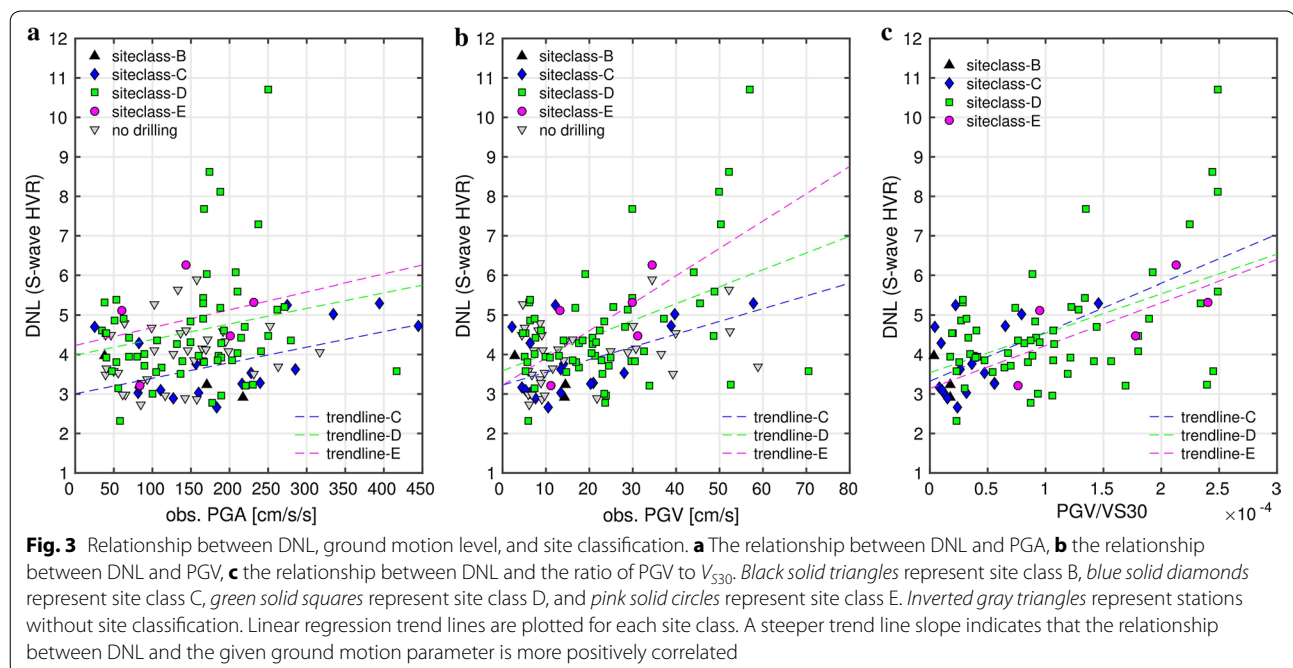 a
12
11
10
9
8
7
6
5
4
3
2
1
DNL (S-wave HVR)
siteclass-B
siteclass-C
siteclass-D
siteclass-E
no drilling
trendline-C
trendline-D
trendline-E
0 50 100 150 200 250 300 350 400 450
obs. PGA [cm/s/s]
b
12
11
10
9
8
7
6
5
4
3
2
1
DNL (S-wave HVR)
siteclass-B
siteclass-C
siteclass-D
siteclass-E
no drilling
trendline-C
trendline-D
trendline-E
0 10 20 30 40 50 60 70 80
obs. PGV [cm/s]
c
12
11
10
9
8
7
6
5
4
3
2
1
DNL (S-wave HVR)
siteclass-B
siteclass-C
siteclass-D
siteclass-E
trendline-C
trendline-D
trendline-E
0 0.5 1 1.5 2 2.5 3
PGV/VS30 ×10⁻⁴
Fig. 3 Relationship between DNL, ground motion level, and site classification. a The relationship between DNL and PGA, b the relationship
between DNL and PGV, c the relationship between DNL and the ratio of PGV to V_S30. Black solid triangles represent site class B, blue solid diamonds
represent site class C, green solid squares represent site class D, and pink solid circles represent site class E. Inverted gray triangles represent stations
without site classification. Linear regression trend lines are plotted for each site class. A steeper trend line slope indicates that the relationship
between DNL and the given ground motion parameter is more positively correlated